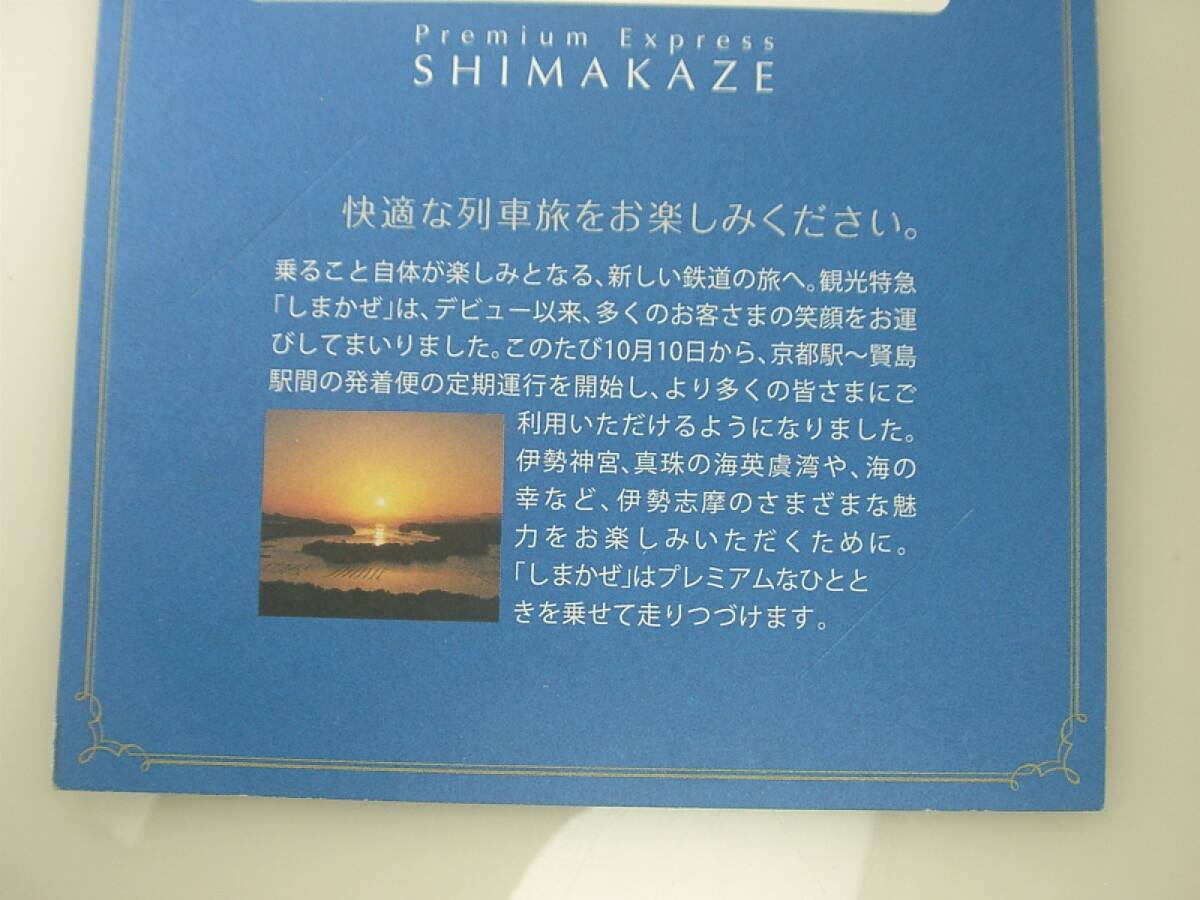 Premium Express
SHIMAKAZE
快適な列車旅をお楽しみください。
乗ること自体が楽しみとなる、新しい鉄道の旅へ。観光特急
「しまかぜ」は、デビュー以来、多くのお客さまの笑顔をお運
びしてまいりました。このたび10月10日から、京都駅～賢島
駅間の発着便の定期運行を開始し、より多くの皆さまにご
利用いただけるようになりました。
伊勢神宮、真珠の海英虞湾や、海の
幸など、伊勢志摩のさまざまな魅
力をお楽しみいただくために。
「しまかぜ」はプレミアムなひとと
きを乗せて走りつづけます。